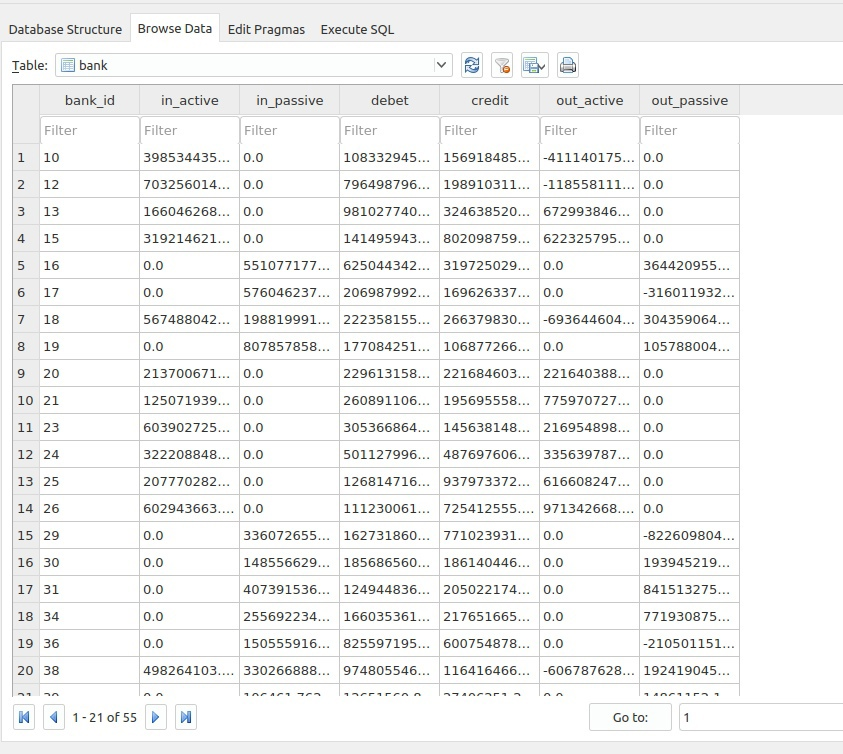 Database Structure Browse Data Edit Pragmas Execute SQL
Table: bank
bank_id in_active in_passive debet credit out_active out_passive
Filter Filter Filter Filter Filter Filter Filter
1 10 398534435... 0.0 108332945... 156918485... -411140175... 0.0
2 12 703256014... 0.0 796498796... 198910311... -118558111... 0.0
3 13 166046268... 0.0 981027740... 324638520... 672993846... 0.0
4 15 319214621... 0.0 141495943... 802098759... 622325795... 0.0
5 16 0.0 551077177... 625044342... 319725029... 0.0 364420955...
6 17 0.0 576046237... 206987992... 169626337... 0.0 -316011932...
7 18 567488042... 198819991... 222358155... 266379830... -693644604... 304359064...
8 19 0.0 807857858... 177084251... 106877266... 0.0 105788004...
9 20 213700671... 0.0 229613158... 221684603... 221640388... 0.0
10 21 125071939... 0.0 260891106... 195695558... 775970727... 0.0
11 23 603902725... 0.0 305366864... 145638148... 216954898... 0.0
12 24 322208848... 0.0 501127996... 487697606... 335639787... 0.0
13 25 207770282... 0.0 126814716... 937973372... 616608247... 0.0
14 26 602943663.... 0.0 111230061... 725412555.... 971342668.... 0.0
15 29 0.0 336072655... 162731860... 771023931... 0.0 -822609804...
16 30 0.0 148556629... 185686560... 186140446... 0.0 193945219...
17 31 0.0 407391536... 124944836... 205022174... 0.0 841513275...
18 34 0.0 255692234... 166035361... 217651665... 0.0 771930875...
19 36 0.0 150555916... 825597195... 600754878... 0.0 -210501151...
20 38 498264103.... 330266888... 974805546... 116416466... -606787628... 192419045...
1 - 21 of 55 Go to: 1